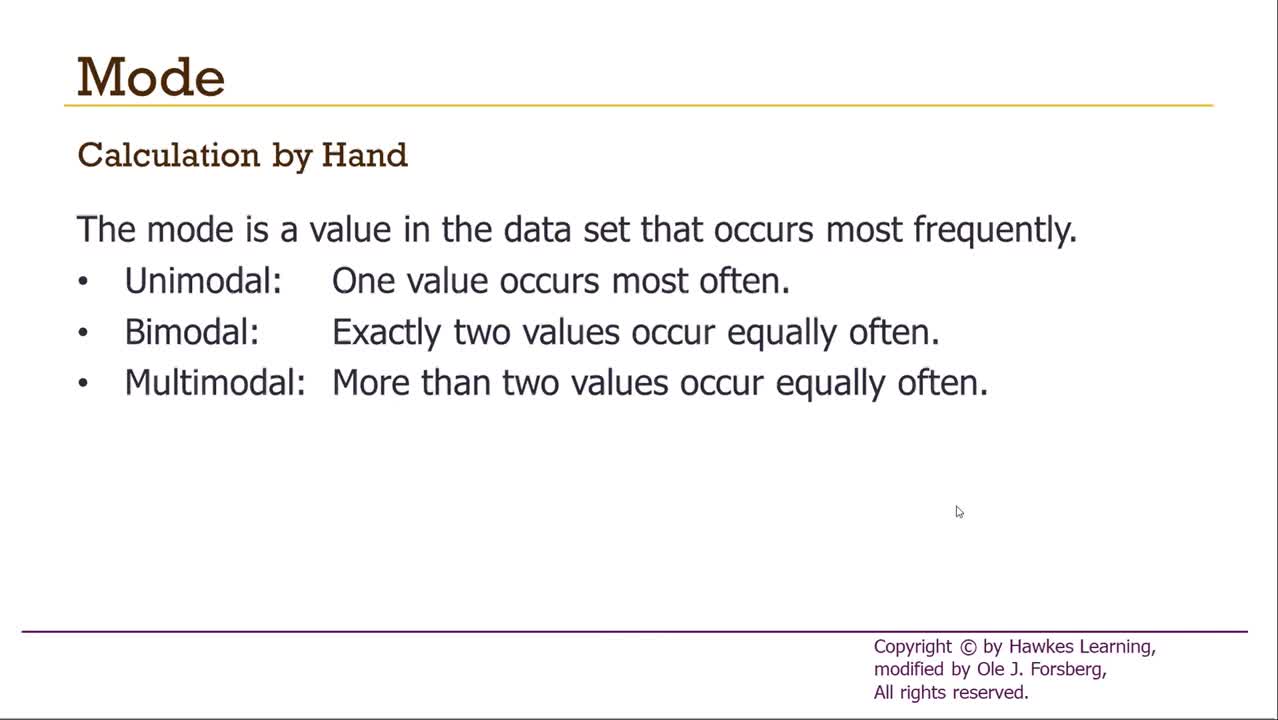 Mode
Calculation by Hand
The mode is a value in the data set that occurs most frequently.
• Unimodal: One value occurs most often.
• Bimodal: Exactly two values occur equally often.
• Multimodal: More than two values occur equally often.
Copyright © by Hawkes Learning,
modified by Ole J. Forsberg,
All rights reserved.